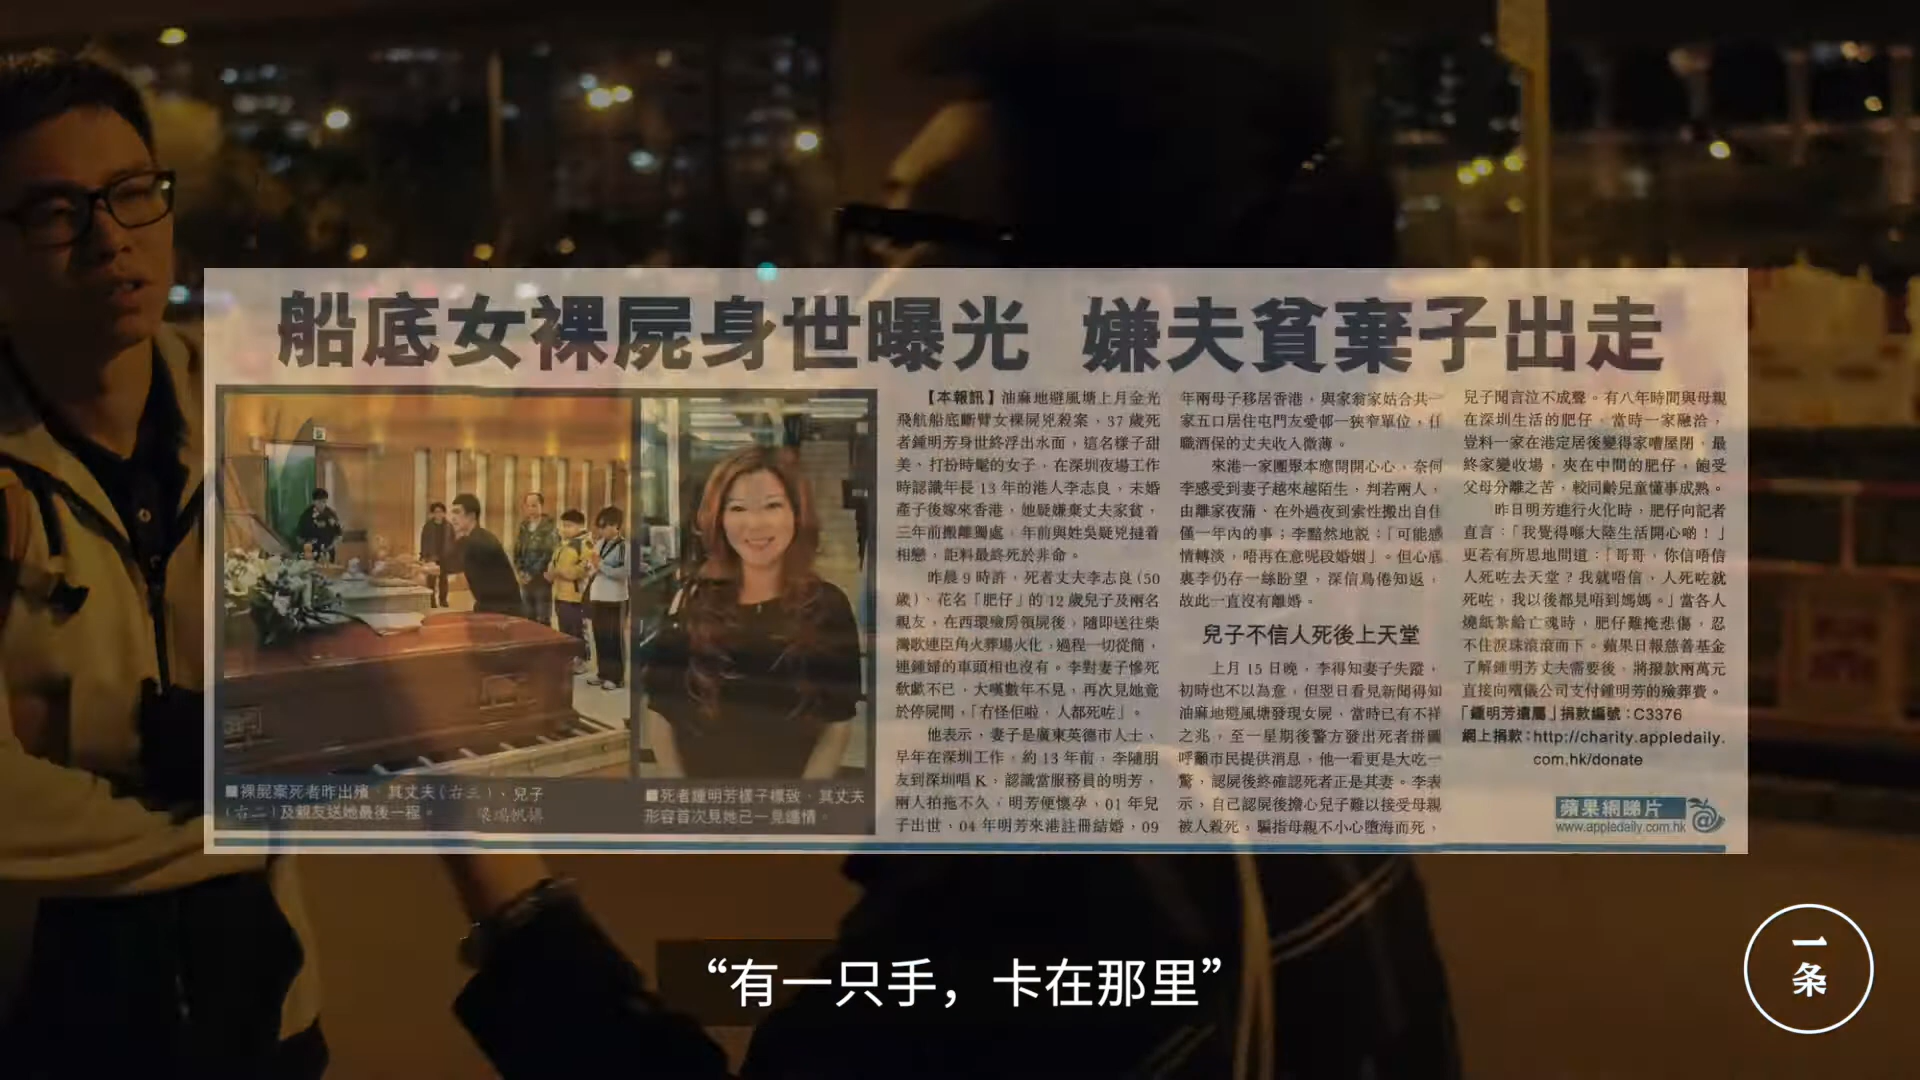 船底女裸屍身世曝光 嫌夫貧棄子出走
【本報訊】油麻地避風塘上月金光
飛航船底斷臂女裸屍兇殺案，37歲死
者鍾明芳身世終浮出水面，這名樣子甜
美、打扮時髦的女子，在深圳夜場工作
時認識年長13年的港人李志良，未婚
產子後嫁來香港，她疑嫌棄丈夫家貧，
三年前搬離獨處，年前與姓吳疑兇撻着
相戀，詎料最終死於非命。
昨晨9時許，死者丈夫李志良（50
歲）、花名「肥仔」的12歲兒子及兩名
親友，在西環殮房領屍後，隨即送往柴
灣歌連臣角火葬場火化，過程一切從簡，
連鍾婦的車頭相也沒有。李對妻子慘死
欷歔不已，大嘆數年不見，再次見她竟
於停屍間，「冇怪佢啦，人都死咗」。
他表示，妻子是廣東英德市人士，
早年在深圳工作，約13年前，李隨朋
友到深圳唱K，認識當服務員的明芳，
兩人拍拖不久，明芳便懷孕，01年兒
子出世，04年明芳來港註冊結婚，09
年兩母子移居香港，與家翁家姑合共一
家五口居住屯門友愛邨一狹窄單位，任
職酒保的丈夫收入微薄。
來港一家團聚本應開開心心，奈何
李感受到妻子越來越陌生，判若兩人，
由離家夜蒲、在外過夜到索性搬出自住
僅一年內的事；李黯然地說：「可能感
情轉淡，唔再在意呢段婚姻」。但心底
裏李仍存一絲盼望，深信鳥倦知返，
故此一直沒有離婚。
兒子不信人死後上天堂
上月15日晚，李得知妻子失蹤，
初時也不以為意，但翌日看見新聞得知
油麻地避風塘發現女屍，當時已有不祥
之兆，至一星期後警方發出死者拼圖
呼籲市民提供消息，他一看更是大吃一
驚，認屍後終確認死者正是其妻。李表
示，自己認屍後擔心兒子難以接受母親
被人殺死，騙指母親不小心墮海而死，
兒子聞言泣不成聲。有八年時間與母親
在深圳生活的肥仔，當時一家融洽，
豈料一家在港定居後變得家嘈屋閉，最
終家變收場，夾在中間的肥仔，飽受
父母分離之苦，較同齡兒童懂事成熟。
昨日明芳進行火化時，肥仔向記者
直言：「我覺得喺大陸生活開心啲！」
更若有所思地問道：「哥哥，你信唔信
人死咗去天堂？我就唔信，人死咗就
死咗，我以後都見唔到媽媽。」當各人
燒紙紮給亡魂時，肥仔難掩悲傷，忍
不住淚珠滾滾而下。蘋果日報慈善基金
了解鍾明芳丈夫需要後，將撥款兩萬元
直接向殯儀公司支付鍾明芳的殮葬費。
「鍾明芳遺屬」捐款編號：C3376
網上捐款：http://charity.appledaily.
com.hk/donate
■裸屍案死者昨出殯，其丈夫（右三）、兒子
（右二）及親友送她最後一程。
■死者鍾明芳樣子標致，其丈夫
形容首次見她已一見鍾情。
蘋果網睇片
www.appledaily.com.hk
“有一只手，卡在那里”
一条